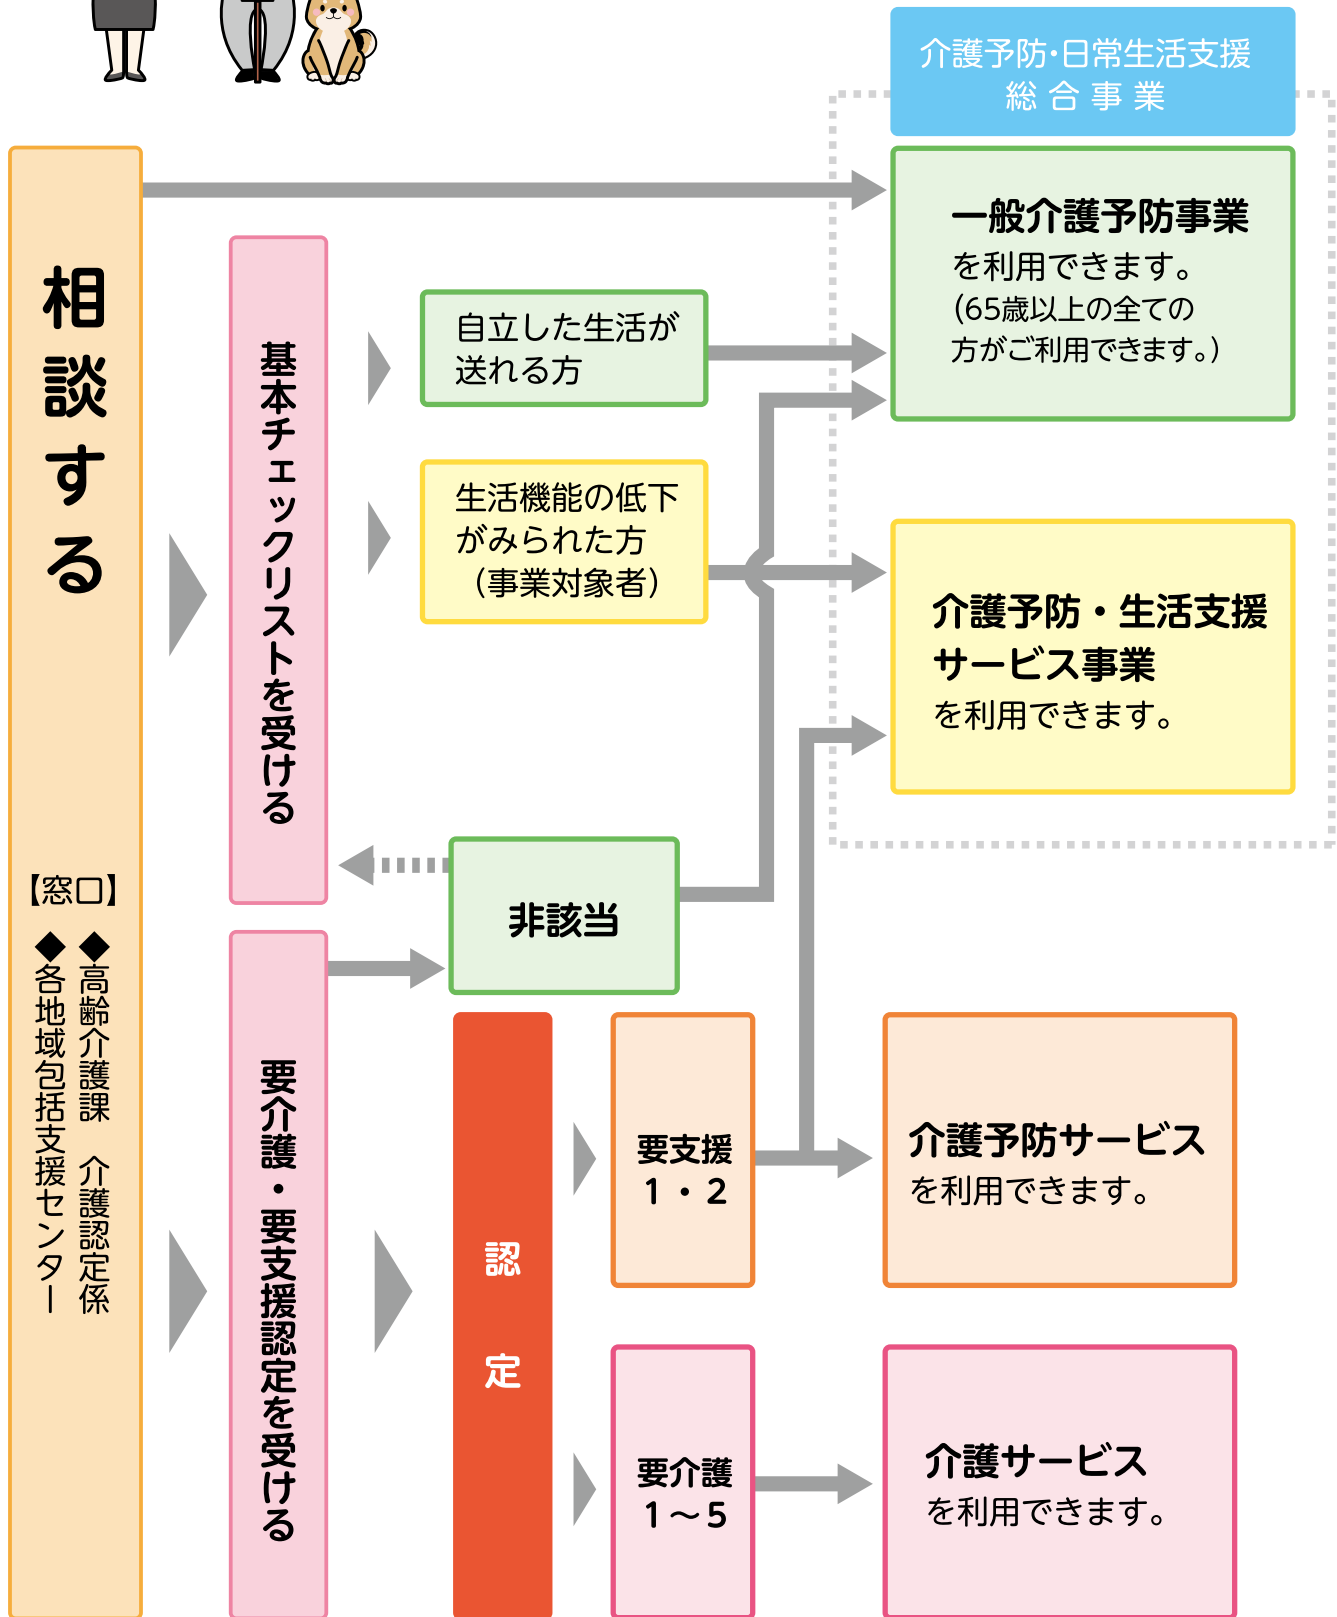 介護予防・日常生活支援
総合事業
相談する
【窓口】
◆高齢介護課　介護認定係
◆各地域包括支援センター
基本チェックリストを受ける
自立した生活が
送れる方
生活機能の低下
がみられた方
（事業対象者）
一般介護予防事業
を利用できます。
（65歳以上の全ての
方がご利用できます。）
介護予防・生活支援
サービス事業
を利用できます。
非該当
要介護・要支援認定を受ける
認定
要支援
1・2
介護予防サービス
を利用できます。
要介護
1～5
介護サービス
を利用できます。